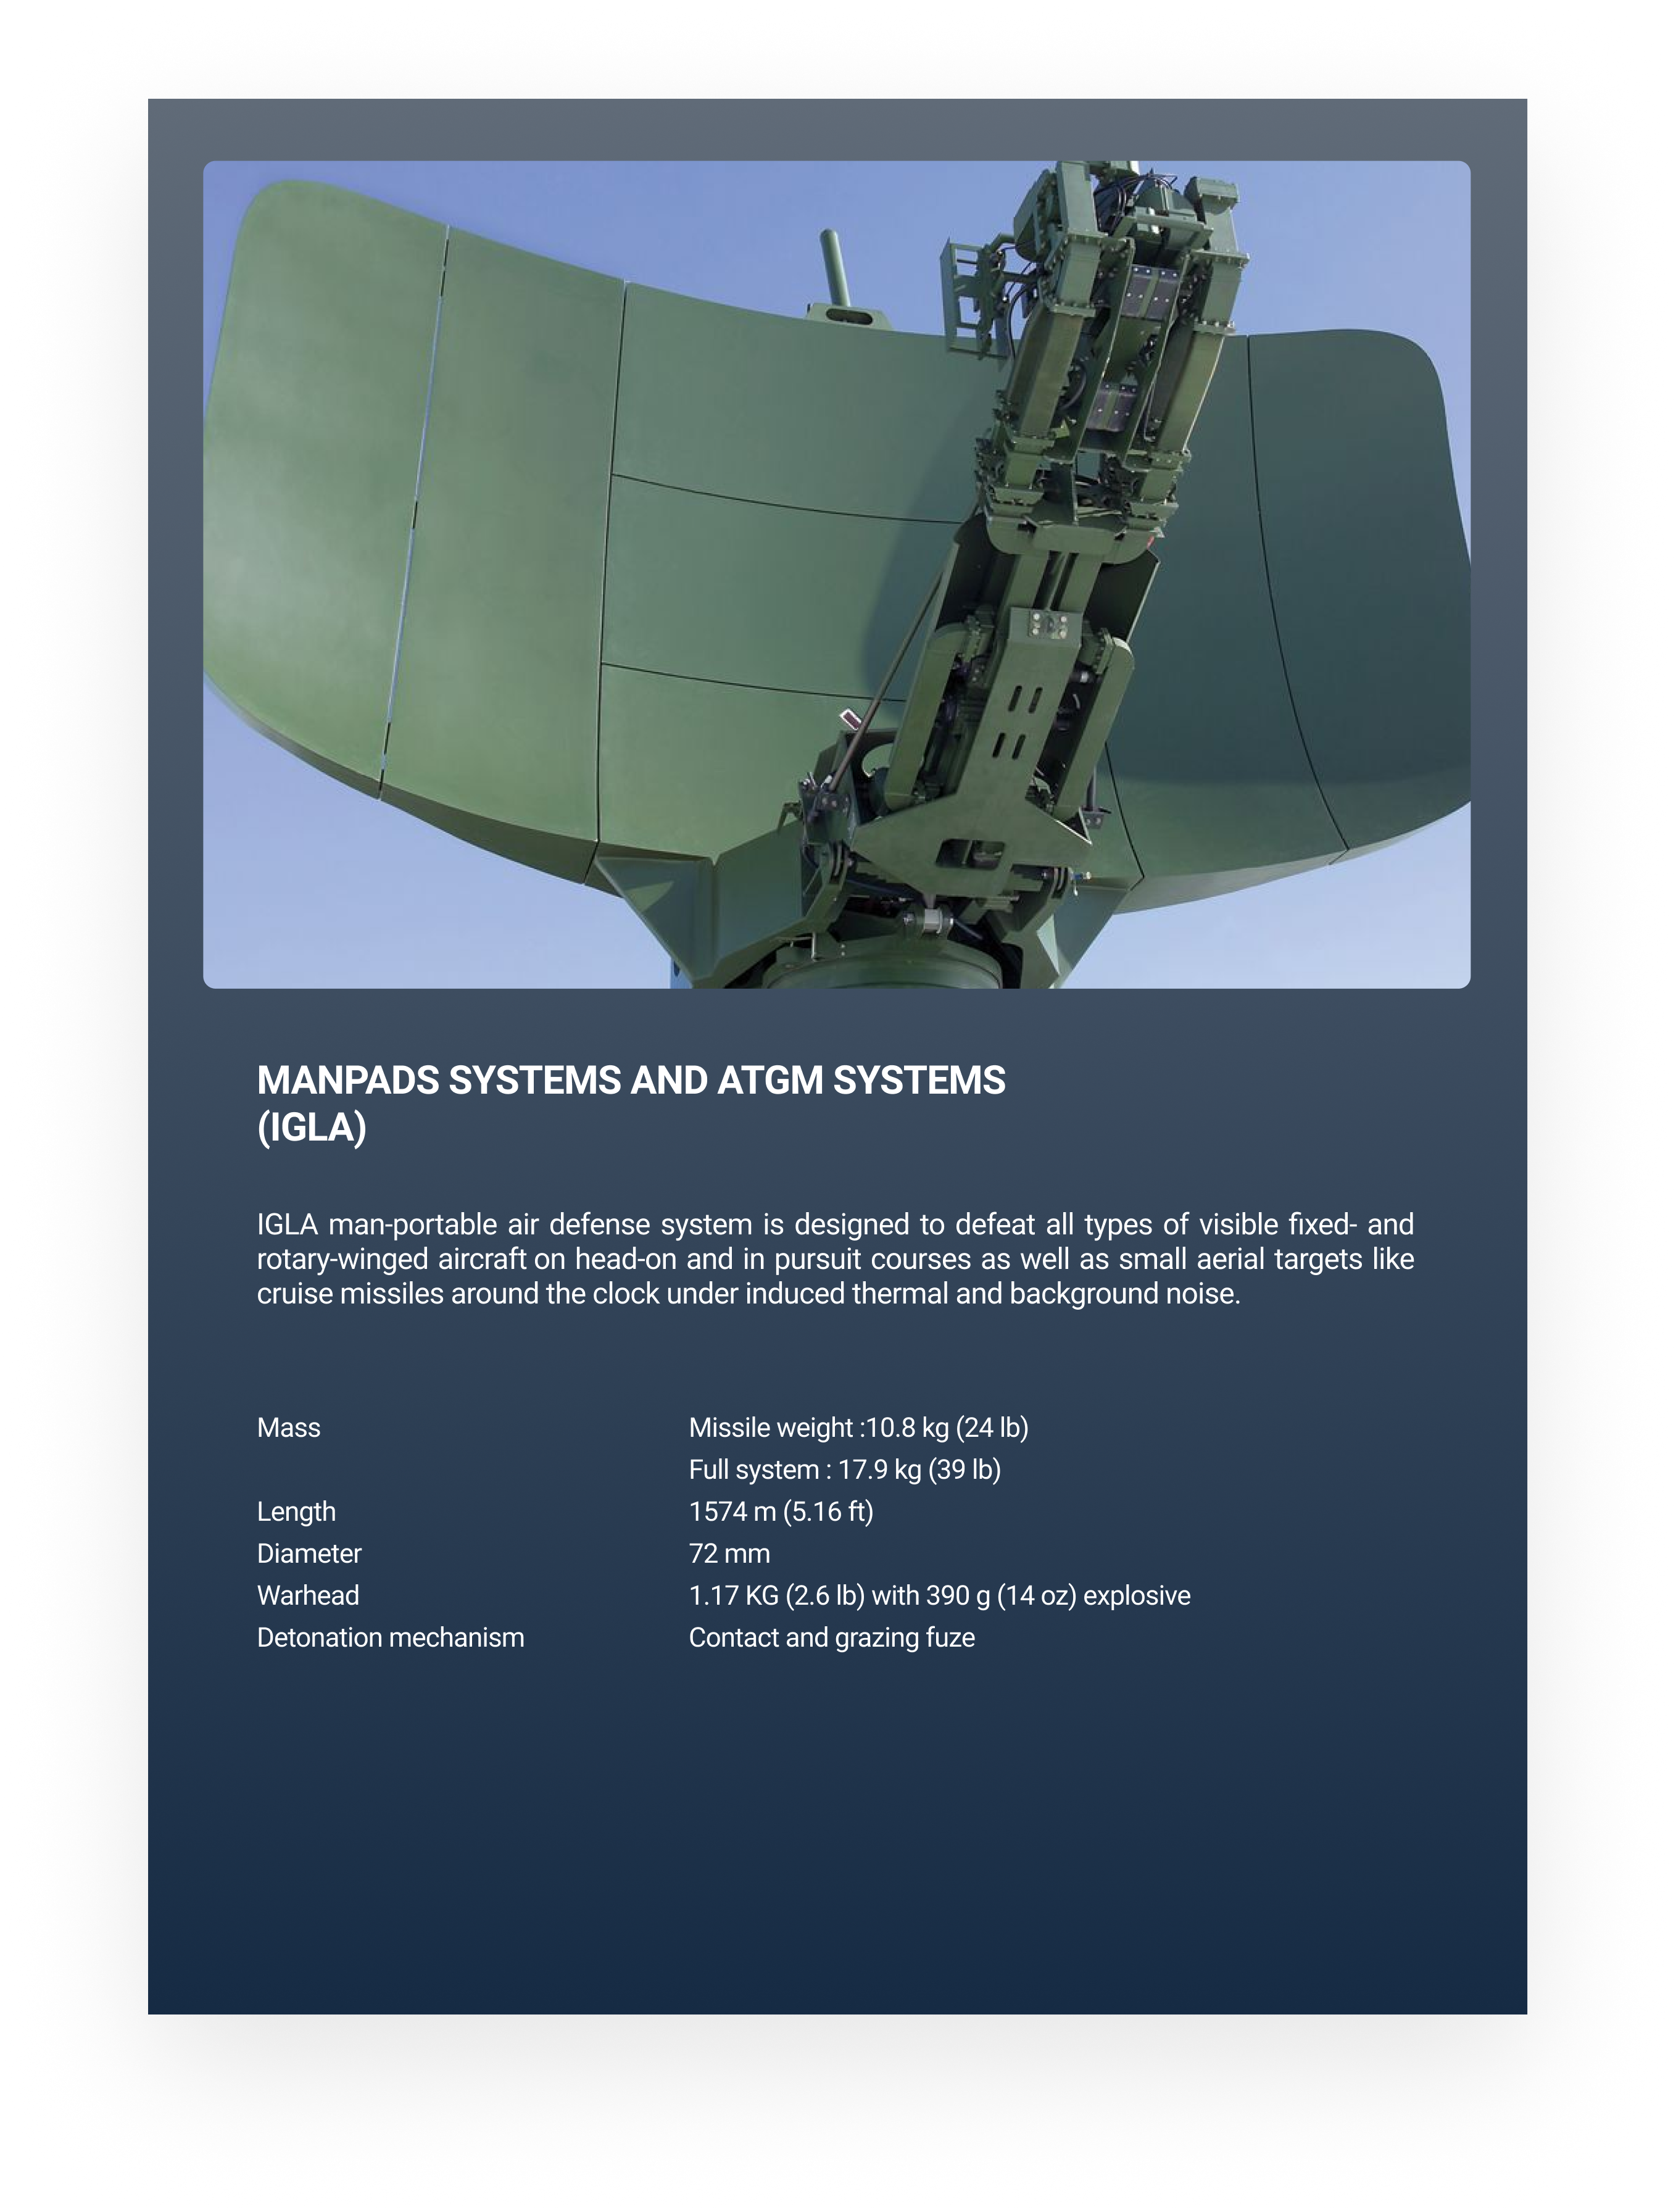 MANPADS SYSTEMS AND ATGM SYSTEMS
(IGLA)
IGLA man-portable air defense system is designed to defeat all types of visible fixed- and
rotary-winged aircraft on head-on and in pursuit courses as well as small aerial targets like
cruise missiles around the clock under induced thermal and background noise.
Mass Missile weight :10.8 kg (24 lb)
Full system : 17.9 kg (39 lb)
Length 1574 m (5.16 ft)
Diameter 72 mm
Warhead 1.17 KG (2.6 lb) with 390 g (14 oz) explosive
Detonation mechanism Contact and grazing fuze